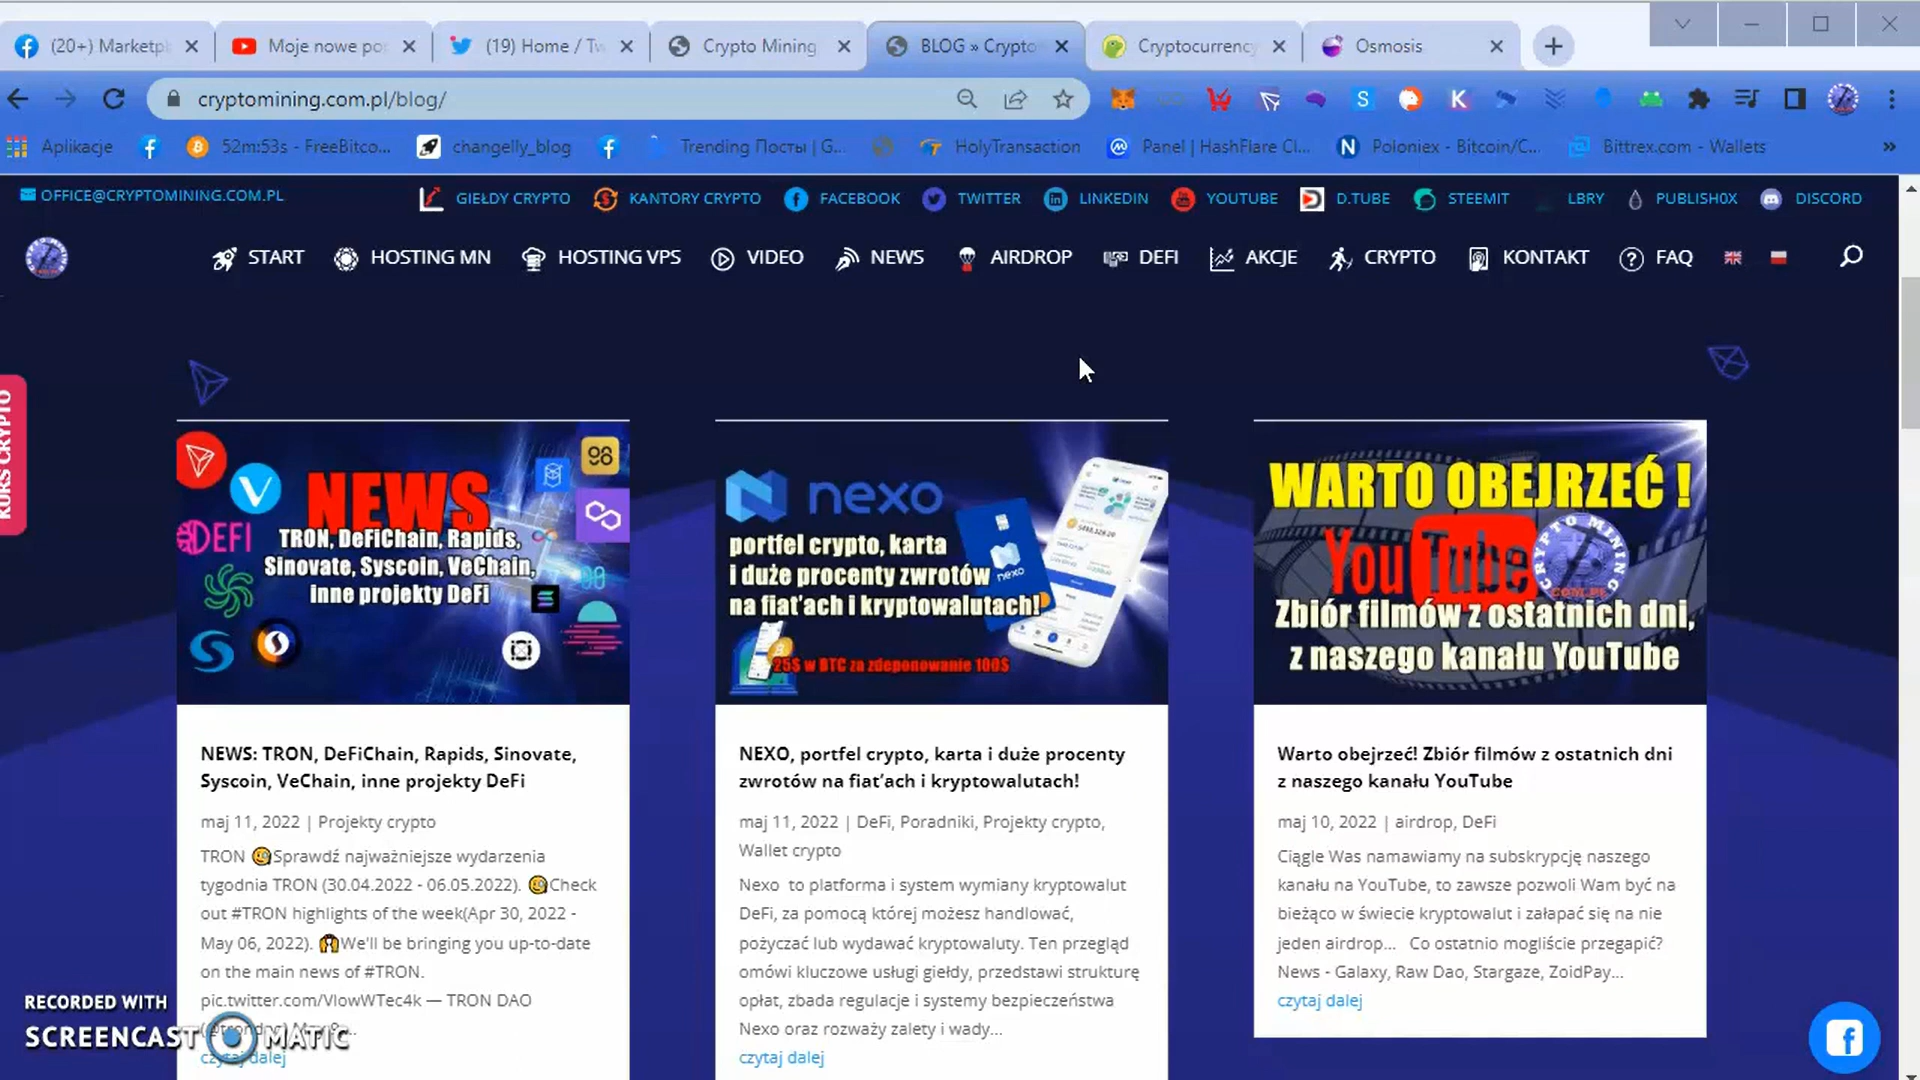 (20+) Marketpl
Moje nowe po
(19) Home / Tw
Crypto Mining
BLOG » Crypto
Cryptocurrency
Osmosis
cryptomining.com.pl/blog/
Aplikacje
52m:53s - FreeBitco...
changelly_blog
Trending Посты | G...
HolyTransaction
Panel | HashFlare Cl...
Poloniex - Bitcoin/C...
Bittrex.com - Wallets
»
OFFICE@CRYPTOMINING.COM.PL
GIEŁDY CRYPTO
KANTORY CRYPTO
FACEBOOK
TWITTER
LINKEDIN
YOUTUBE
D.TUBE
STEEMIT
LBRY
PUBLISH0X
DISCORD
START
HOSTING MN
HOSTING VPS
VIDEO
NEWS
AIRDROP
DEFI
AKCJE
CRYPTO
KONTAKT
FAQ
KURS CRYPTO
NEWS
TRON, DeFiChain, Rapids,
Sinovate, Syscoin, VeChain,
Inne projekty DeFi
DEFI
98
nexo
portfel crypto, karta
i duże procenty zwrotów
na fiat'ach i kryptowalutach!
25$ w BTC za zdeponowanie 100$
nexo
WARTO OBEJRZEĆ !
YouTube
CRYPTO MINING
.COM.PL
Zbiór filmów z ostatnich dni,
z naszego kanału YouTube
NEWS: TRON, DeFiChain, Rapids, Sinovate,
Syscoin, VeChain, inne projekty DeFi
maj 11, 2022 | Projekty crypto
TRON 🧐Sprawdź najważniejsze wydarzenia
tygodnia TRON (30.04.2022 - 06.05.2022). 🧐Check
out #TRON highlights of the week(Apr 30, 2022 -
May 06, 2022). 🙌We'll be bringing you up-to-date
on the main news of #TRON.
pic.twitter.com/VlowWTec4k — TRON DAO
czytaj dalej
NEXO, portfel crypto, karta i duże procenty
zwrotów na fiat'ach i kryptowalutach!
maj 11, 2022 | DeFi, Poradniki, Projekty crypto,
Wallet crypto
Nexo to platforma i system wymiany kryptowalut
DeFi, za pomocą której możesz handlować,
pożyczać lub wydawać kryptowaluty. Ten przegląd
omówi kluczowe usługi giełdy, przedstawi strukturę
opłat, zbada regulacje i systemy bezpieczeństwa
Nexo oraz rozważy zalety i wady...
czytaj dalej
Warto obejrzeć! Zbiór filmów z ostatnich dni
z naszego kanału YouTube
maj 10, 2022 | airdrop, DeFi
Ciągle Was namawiamy na subskrypcję naszego
kanału na YouTube, to zawsze pozwoli Wam być na
bieżąco w świecie kryptowalut i załapać się na nie
jeden airdrop... Co ostatnio mogliście przegapić?
News - Galaxy, Raw Dao, Stargaze, ZoidPay...
czytaj dalej
RECORDED WITH
SCREENCAST MATIC